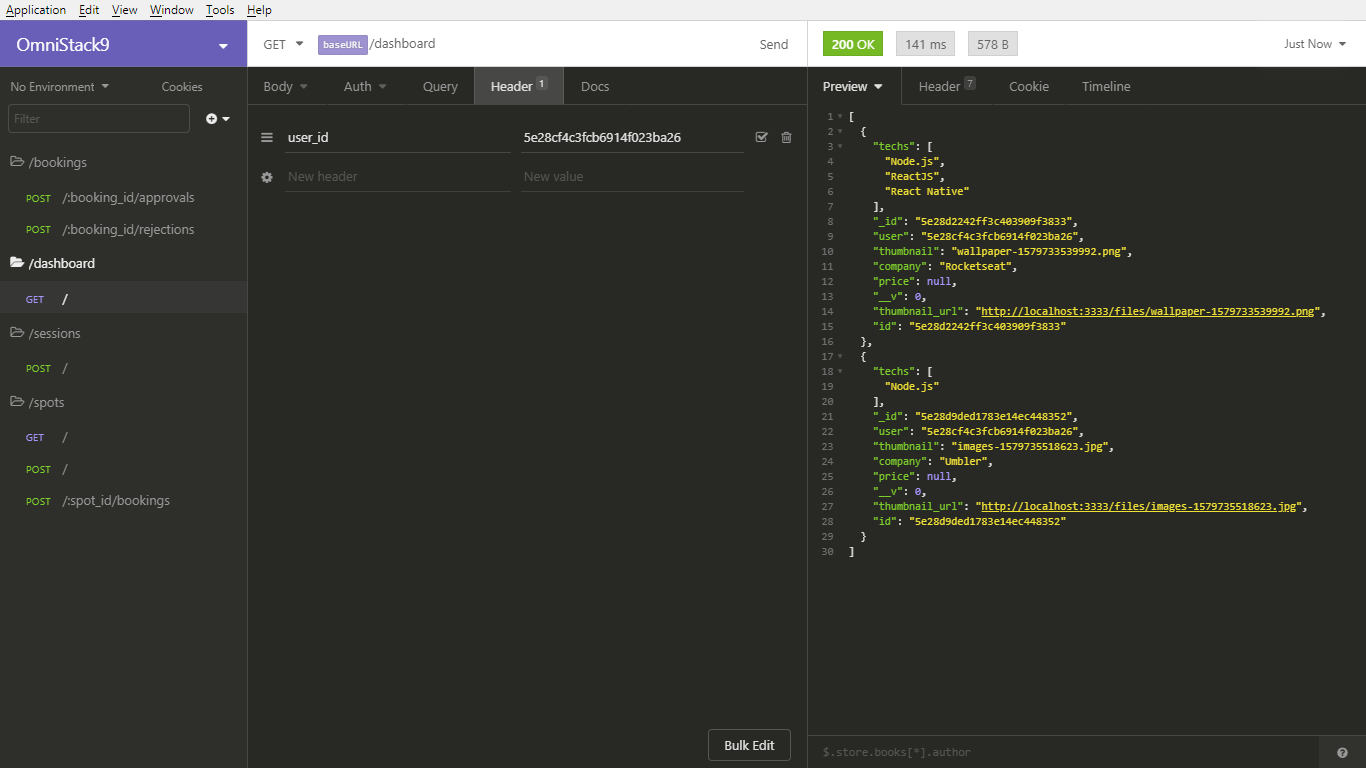 Application Edit View Window Tools Help
OmniStack9
GET baseURL /dashboard Send
200 OK 141 ms 578 B Just Now
No Environment Cookies
Filter
/bookings
POST /:booking_id/approvals
POST /:booking_id/rejections
/dashboard
GET /
/sessions
POST /
/spots
GET /
POST /
POST /:spot_id/bookings
Body Auth Query Header 1 Docs
user_id 5e28cf4c3fcb6914f023ba26
New header New value
Bulk Edit
Preview Header 7 Cookie Timeline
1 [
2 {
3 "techs": [
4 "Node.js",
5 "ReactJS",
6 "React Native"
7 ],
8 "_id": "5e28d2242ff3c403909f3833",
9 "user": "5e28cf4c3fcb6914f023ba26",
10 "thumbnail": "wallpaper-1579733539992.png",
11 "company": "Rocketseat",
12 "price": null,
13 "__v": 0,
14 "thumbnail_url": "http://localhost:3333/files/wallpaper-1579733539992.png",
15 "id": "5e28d2242ff3c403909f3833"
16 },
17 {
18 "techs": [
19 "Node.js"
20 ],
21 "_id": "5e28d9ded1783e14ec448352",
22 "user": "5e28cf4c3fcb6914f023ba26",
23 "thumbnail": "images-1579735518623.jpg",
24 "company": "Umbler",
25 "price": null,
26 "__v": 0,
27 "thumbnail_url": "http://localhost:3333/files/images-1579735518623.jpg",
28 "id": "5e28d9ded1783e14ec448352"
29 }
30 ]
$.store.books[*].author